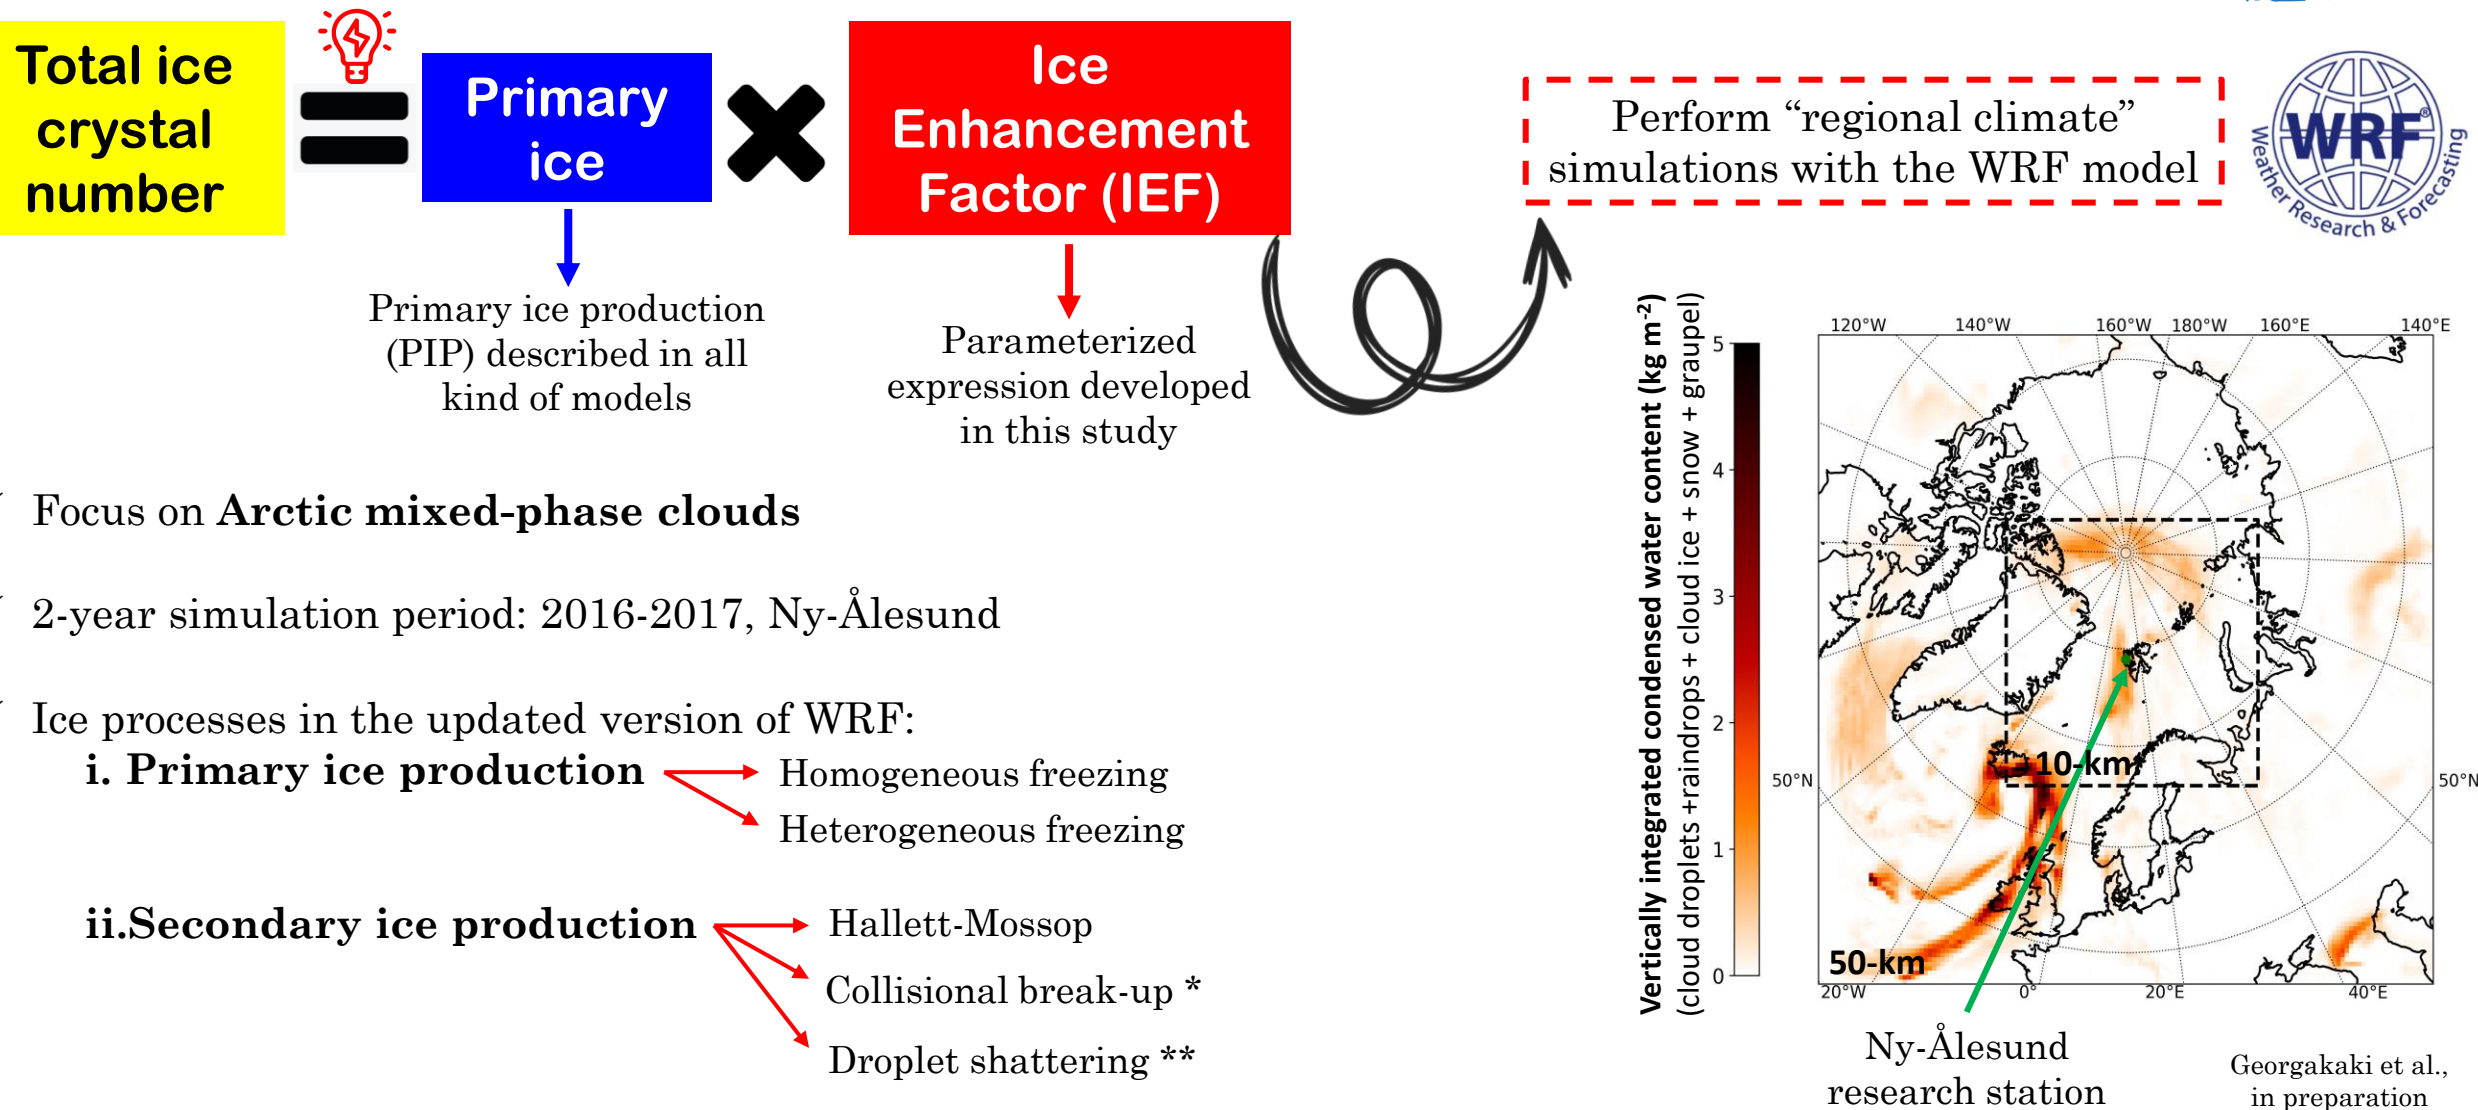 Total ice
crystal
number
Primary
ice
Ice
Enhancement
Factor (IEF)
Perform “regional climate”
simulations with the WRF model
WRF®
Weather Research & Forecasting
Primary ice production
(PIP) described in all
kind of models
Parameterized
expression developed
in this study
Focus on Arctic mixed-phase clouds
2-year simulation period: 2016-2017, Ny-Ålesund
Ice processes in the updated version of WRF:
i. Primary ice production
Homogeneous freezing
Heterogeneous freezing
ii.Secondary ice production
Hallett-Mossop
Collisional break-up *
Droplet shattering **
Vertically integrated condensed water content (kg m-2)
(cloud droplets +raindrops + cloud ice + snow + graupel)
5
4
3
2
1
0
120°W 140°W 160°W 180°W 160°E 140°E
50°N
50°N
10-km
50-km
20°W 0° 20°E 40°E
Ny-Ålesund
research station
Georgakaki et al.,
in preparation